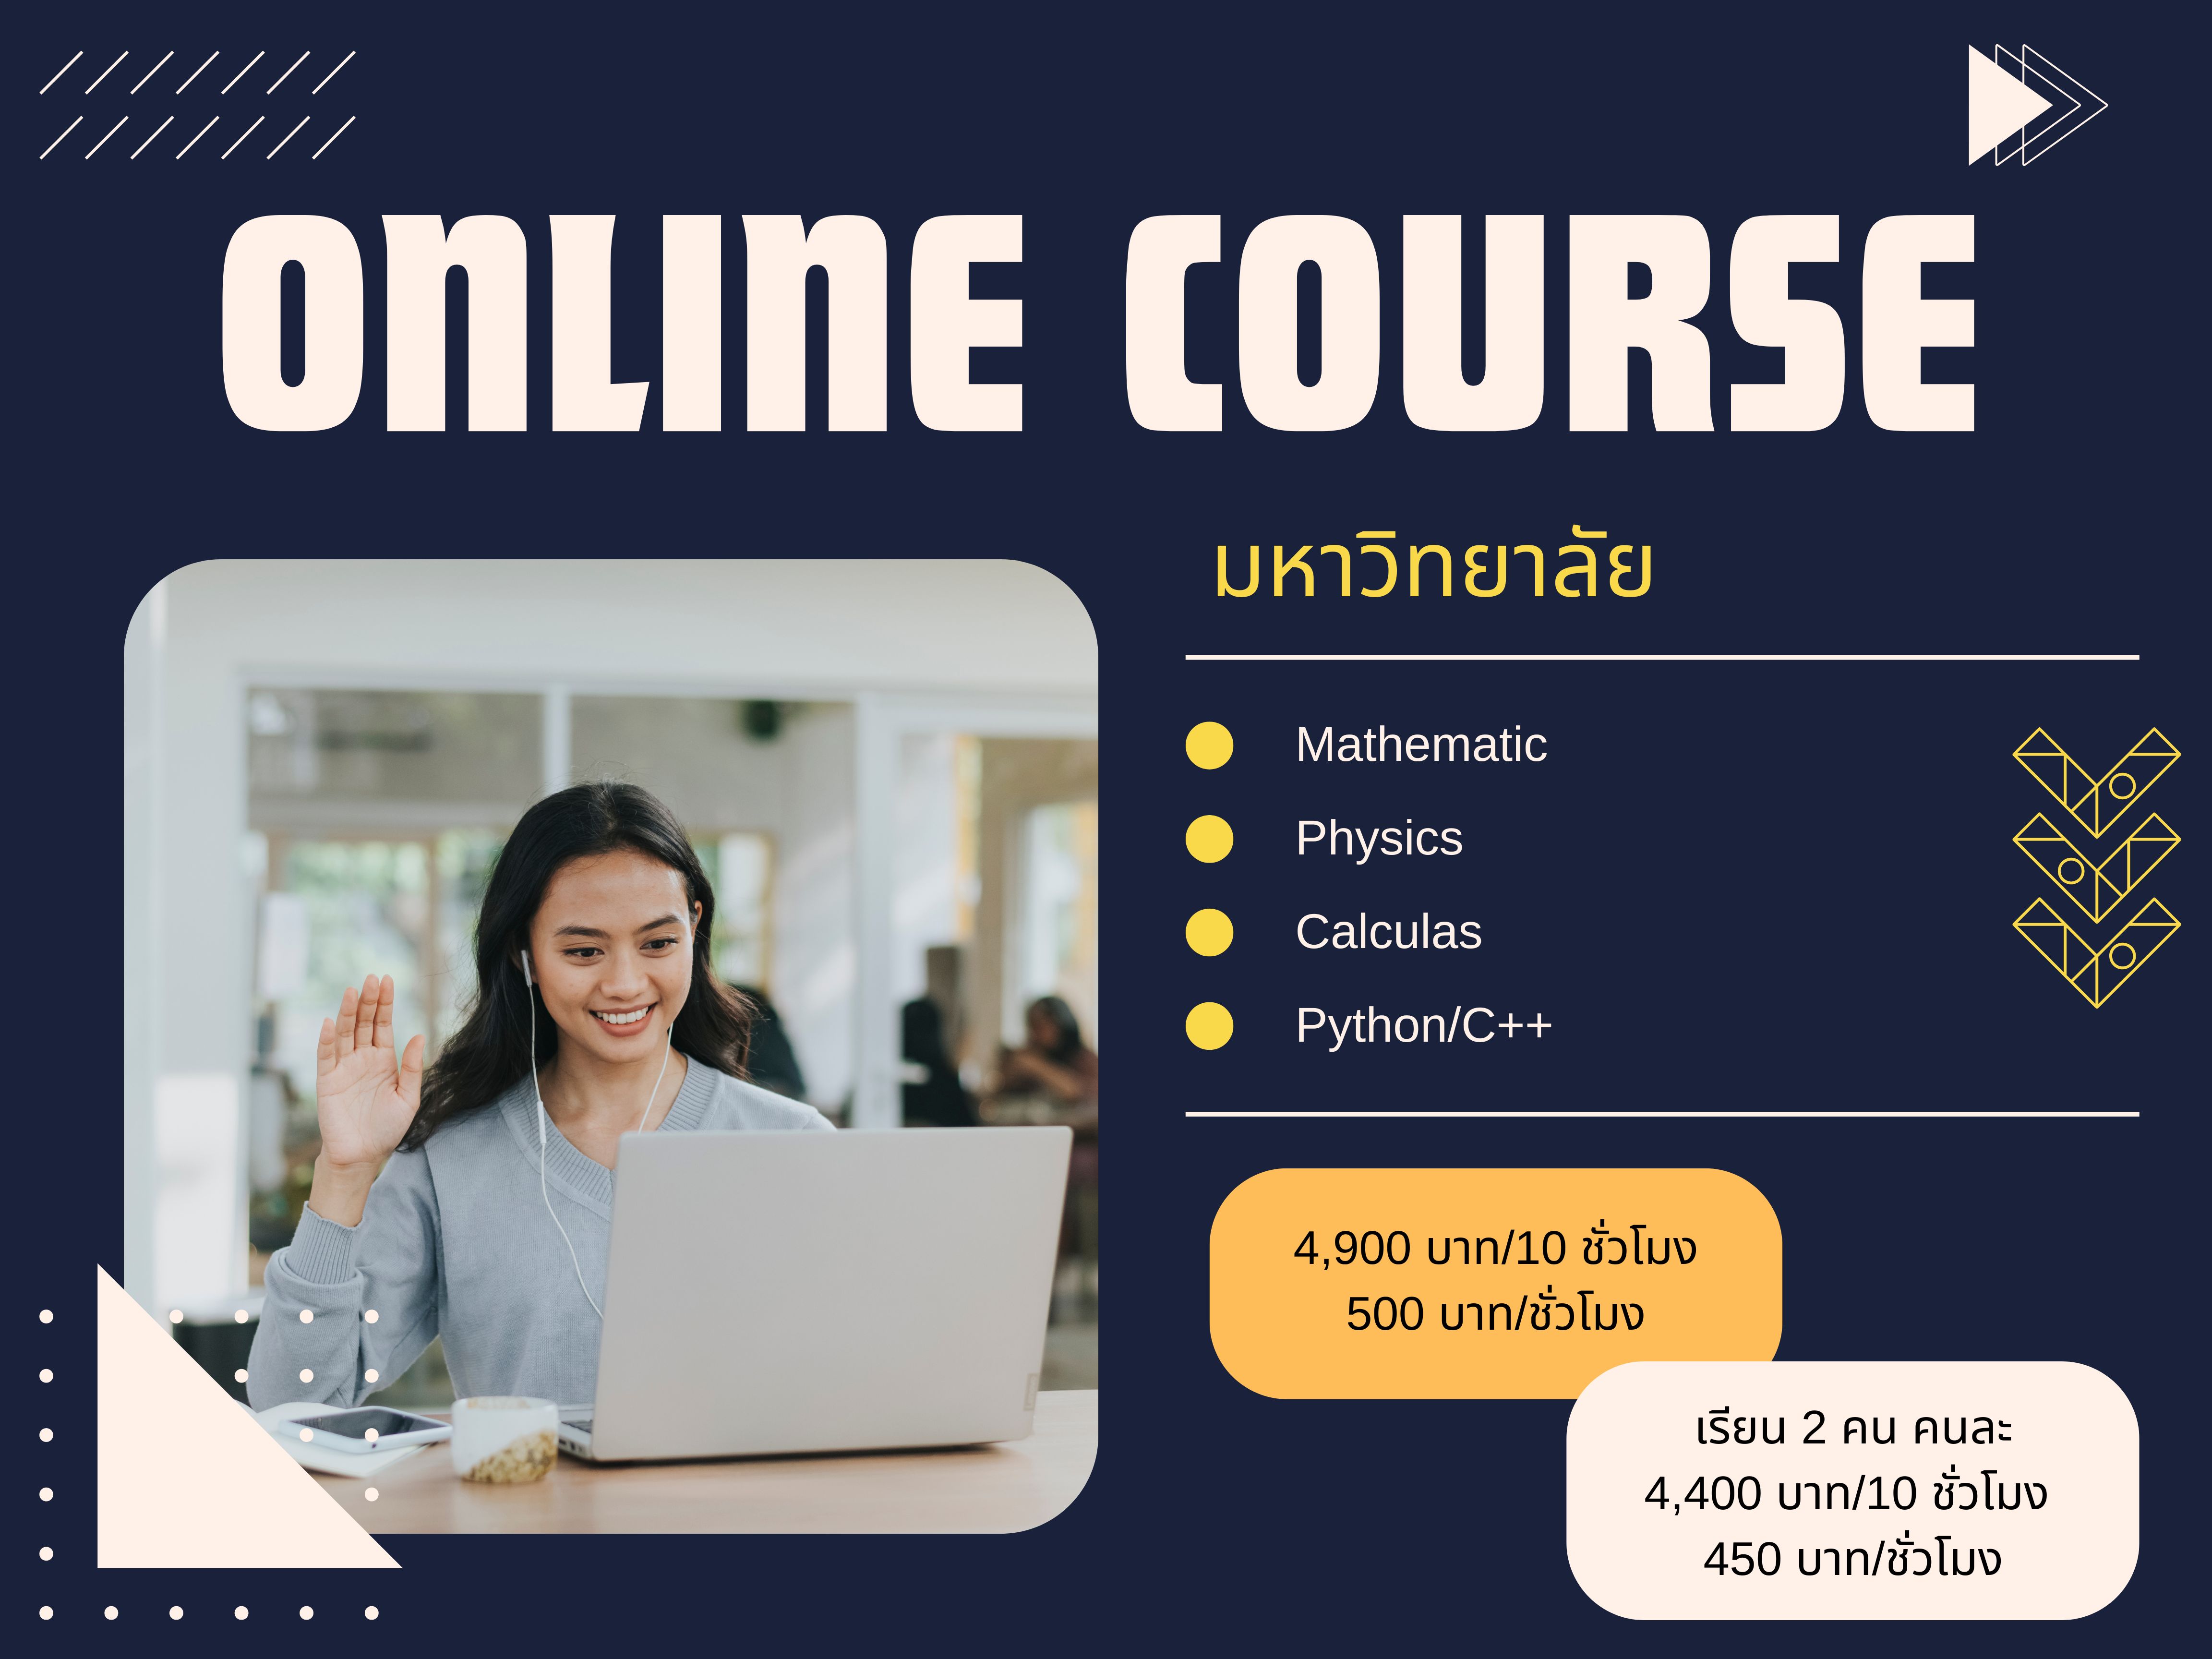 ONLINE COURSE
มหาวิทยาลัย
Mathematic
Physics
Calculas
Python/C++
4,900 บาท/10 ชั่วโมง
500 บาท/ชั่วโมง
เรียน 2 คน คนละ
4,400 บาท/10 ชั่วโมง
450 บาท/ชั่วโมง